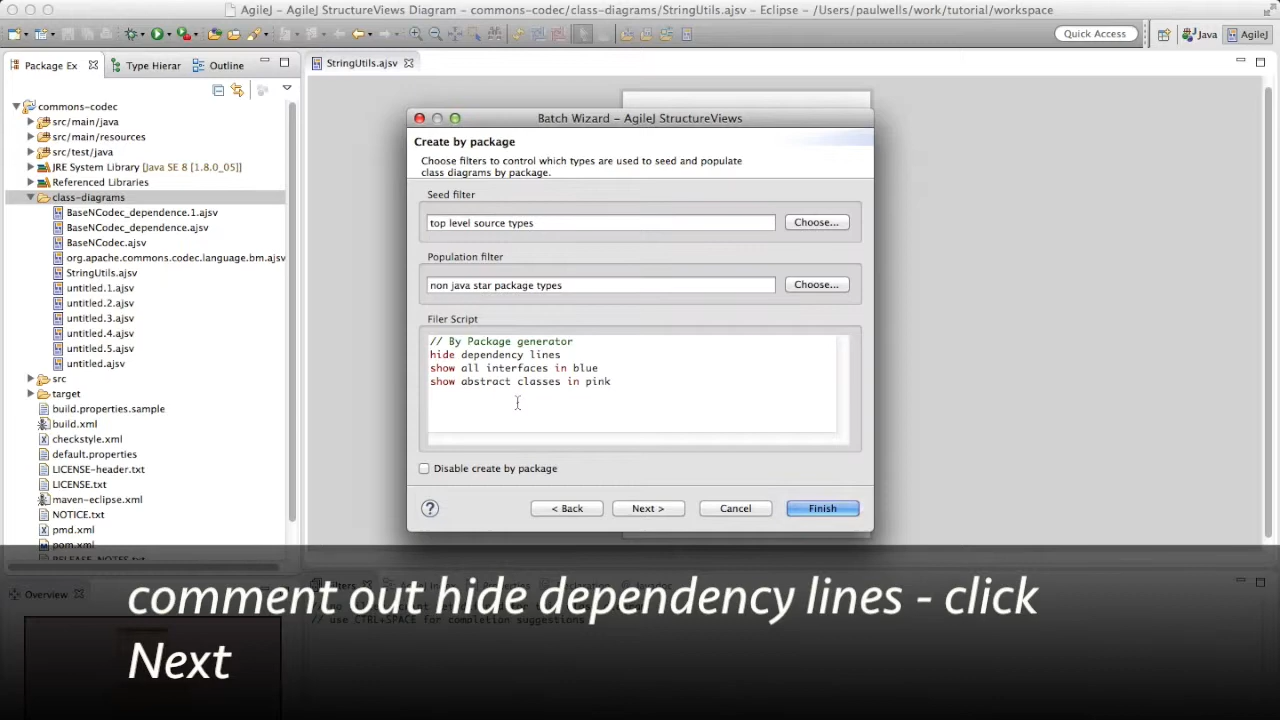 AgileJ - AgileJ StructureViews Diagram - commons-codec/class-diagrams/StringUtils.ajsv - Eclipse - /Users/paulwells/work/tutorial/workspace
Quick Access
Java
AgileJ
Package Ex
Type Hierar
Outline
StringUtils.ajsv
commons-codec
src/main/java
src/main/resources
src/test/java
JRE System Library [Java SE 8 [1.8.0_05]]
Referenced Libraries
class-diagrams
BaseNCodec_dependence.1.ajsv
BaseNCodec_dependence.ajsv
BaseNCodec.ajsv
org.apache.commons.codec.language.bm.ajsv
StringUtils.ajsv
untitled.1.ajsv
untitled.2.ajsv
untitled.3.ajsv
untitled.4.ajsv
untitled.5.ajsv
untitled.ajsv
src
target
build.properties.sample
build.xml
checkstyle.xml
default.properties
LICENSE-header.txt
LICENSE.txt
maven-eclipse.xml
NOTICE.txt
pmd.xml
pom.xml
RELEASE-NOTES.txt
Batch Wizard - AgileJ StructureViews
Create by package
Choose filters to control which types are used to seed and populate
class diagrams by package.
Seed filter
top level source types
Choose...
Population filter
non java star package types
Choose...
Filer Script
// By Package generator
hide dependency lines
show all interfaces in blue
show abstract classes in pink
Disable create by package
?
< Back
Next >
Cancel
Finish
Overview
// use CTRL+SPACE for completion suggestions
comment out hide dependency lines - click
Next